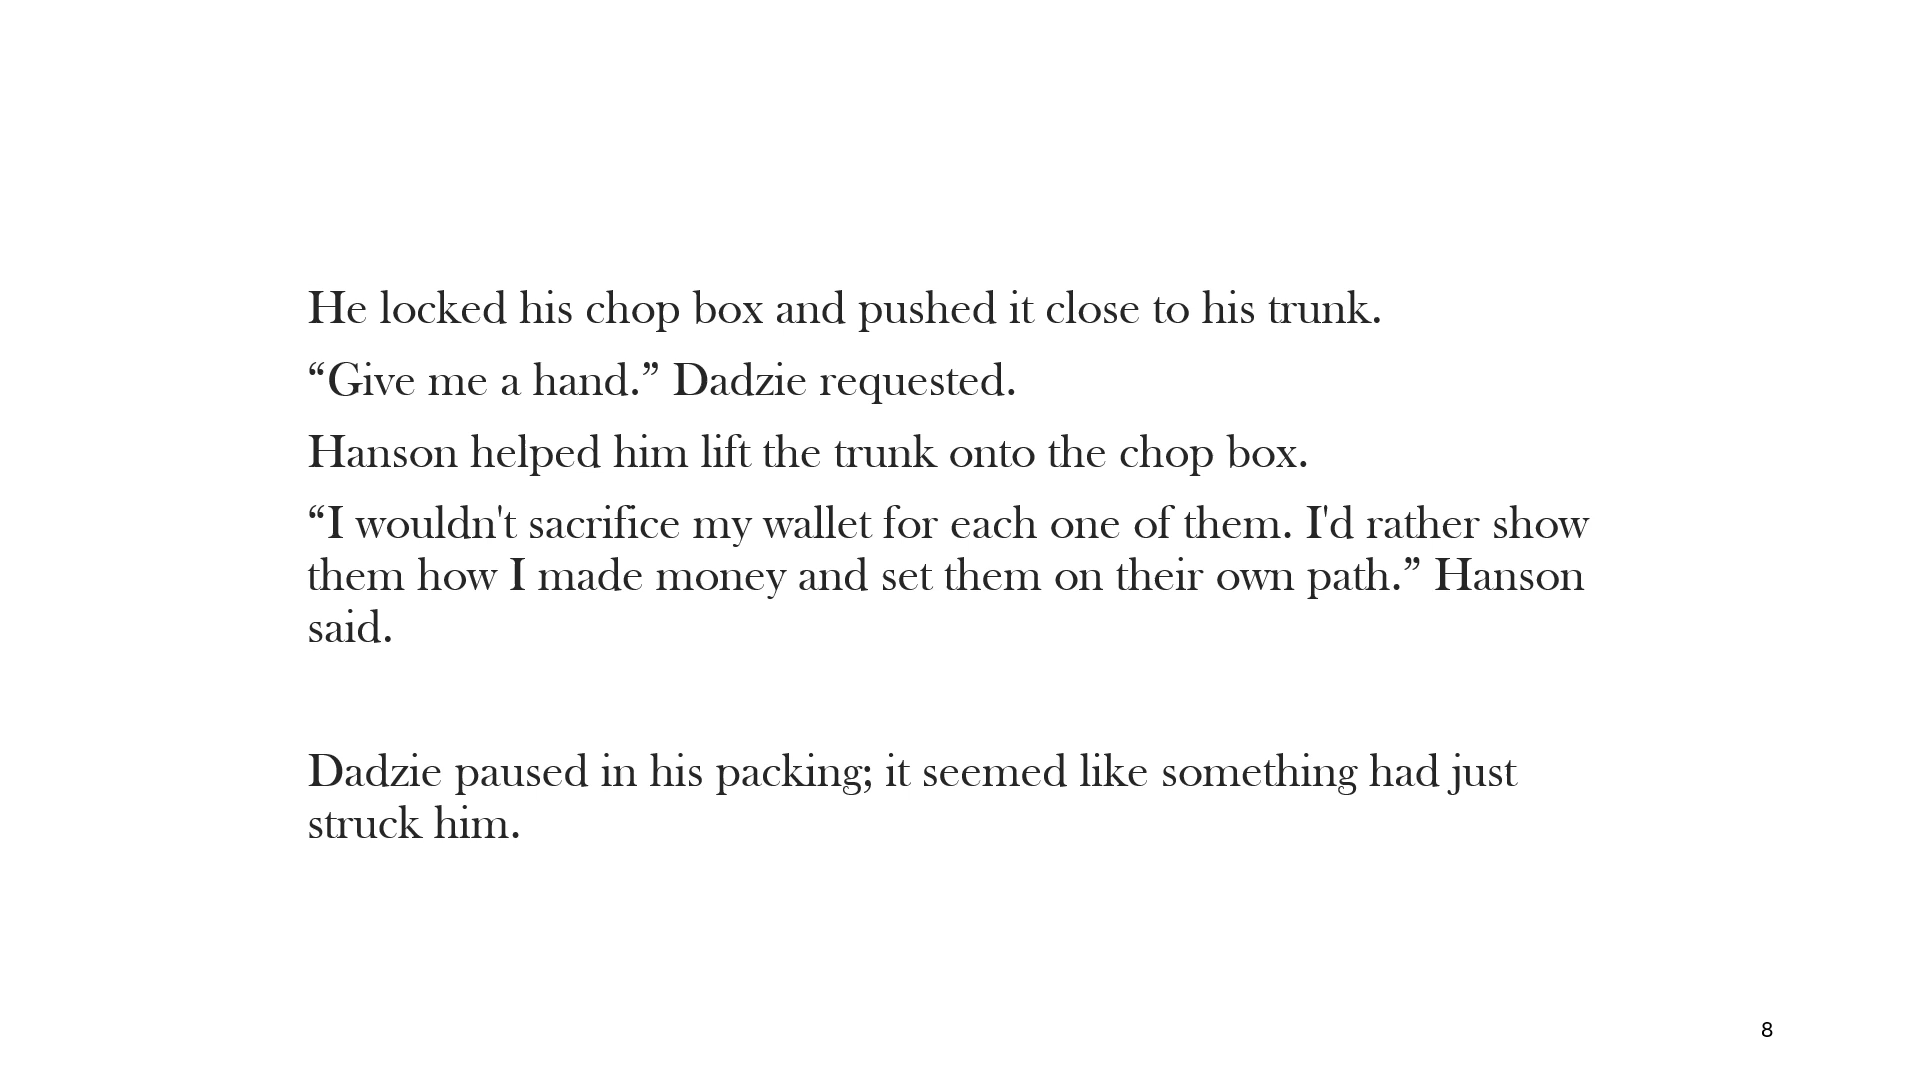 He locked his chop box and pushed it close to his trunk.
“Give me a hand.” Dadzie requested.
Hanson helped him lift the trunk onto the chop box.
“I wouldn't sacrifice my wallet for each one of them. I'd rather show
them how I made money and set them on their own path.” Hanson
said.
Dadzie paused in his packing; it seemed like something had just
struck him.
8